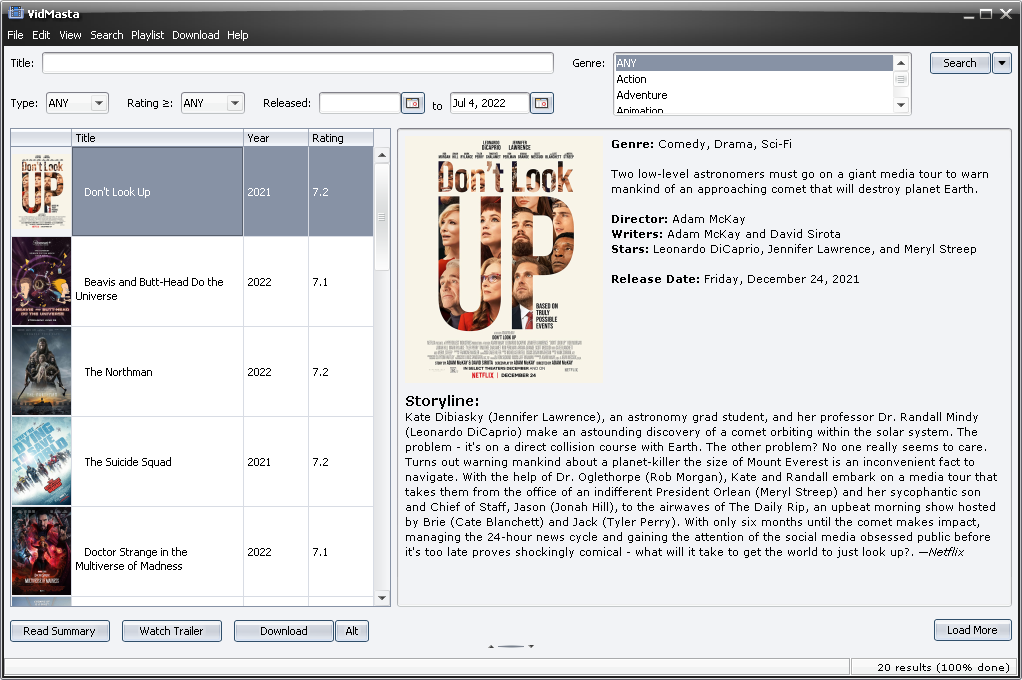 VidMasta
File Edit View Search Playlist Download Help
Title: Genre: ANY Search
Action
Adventure
Animation
Type: ANY Rating ≥: ANY Released: to Jul 4, 2022
Title Year Rating
Don't Look Up 2021 7.2
Beavis and Butt-Head Do the
Universe 2022 7.1
The Northman 2022 7.2
The Suicide Squad 2021 7.2
Doctor Strange in the
Multiverse of Madness 2022 7.1
LEONARDO DICAPRIO JENNIFER LAWRENCE
Don't Look
UP
BASED ON
TRULY
POSSIBLE
EVENTS
DON'T LOOK UP
IN SELECT THEATERS DECEMBER AND ON
NETFLIX | DECEMBER 24
Genre: Comedy, Drama, Sci-Fi
Two low-level astronomers must go on a giant media tour to warn
mankind of an approaching comet that will destroy planet Earth.
Director: Adam McKay
Writers: Adam McKay and David Sirota
Stars: Leonardo DiCaprio, Jennifer Lawrence, and Meryl Streep
Release Date: Friday, December 24, 2021
Storyline:
Kate Dibiasky (Jennifer Lawrence), an astronomy grad student, and her professor Dr. Randall Mindy
(Leonardo DiCaprio) make an astounding discovery of a comet orbiting within the solar system. The
problem - it's on a direct collision course with Earth. The other problem? No one really seems to care.
Turns out warning mankind about a planet-killer the size of Mount Everest is an inconvenient fact to
navigate. With the help of Dr. Oglethorpe (Rob Morgan), Kate and Randall embark on a media tour that
takes them from the office of an indifferent President Orlean (Meryl Streep) and her sycophantic son
and Chief of Staff, Jason (Jonah Hill), to the airwaves of The Daily Rip, an upbeat morning show hosted
by Brie (Cate Blanchett) and Jack (Tyler Perry). With only six months until the comet makes impact,
managing the 24-hour news cycle and gaining the attention of the social media obsessed public before
it's too late proves shockingly comical - what will it take to get the world to just look up?. —Netflix
Read Summary Watch Trailer Download Alt Load More
20 results (100% done)